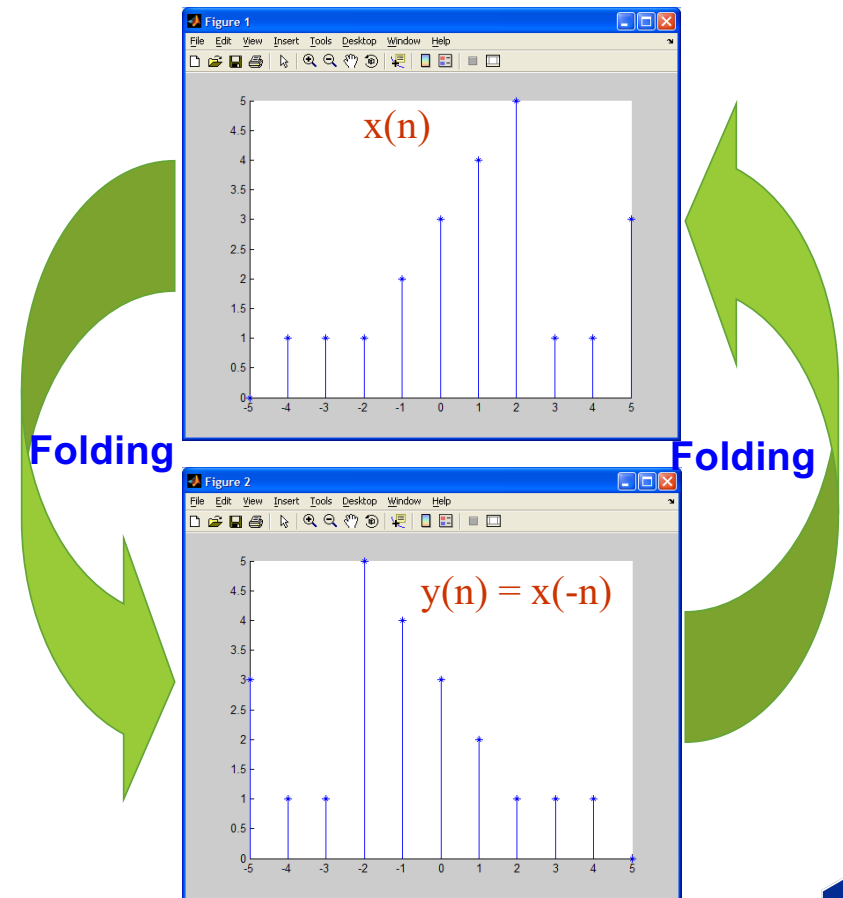 Figure 1
File Edit View Insert Tools Desktop Window Help
x(n)
5
4.5
4
3.5
3
2.5
2
1.5
1
0.5
0
-5 -4 -3 -2 -1 0 1 2 3 4 5
Folding
Folding
Figure 2
File Edit View Insert Tools Desktop Window Help
y(n) = x(-n)
5
4.5
4
3.5
3
2.5
2
1.5
1
0.5
0
-5 -4 -3 -2 -1 0 1 2 3 4 5